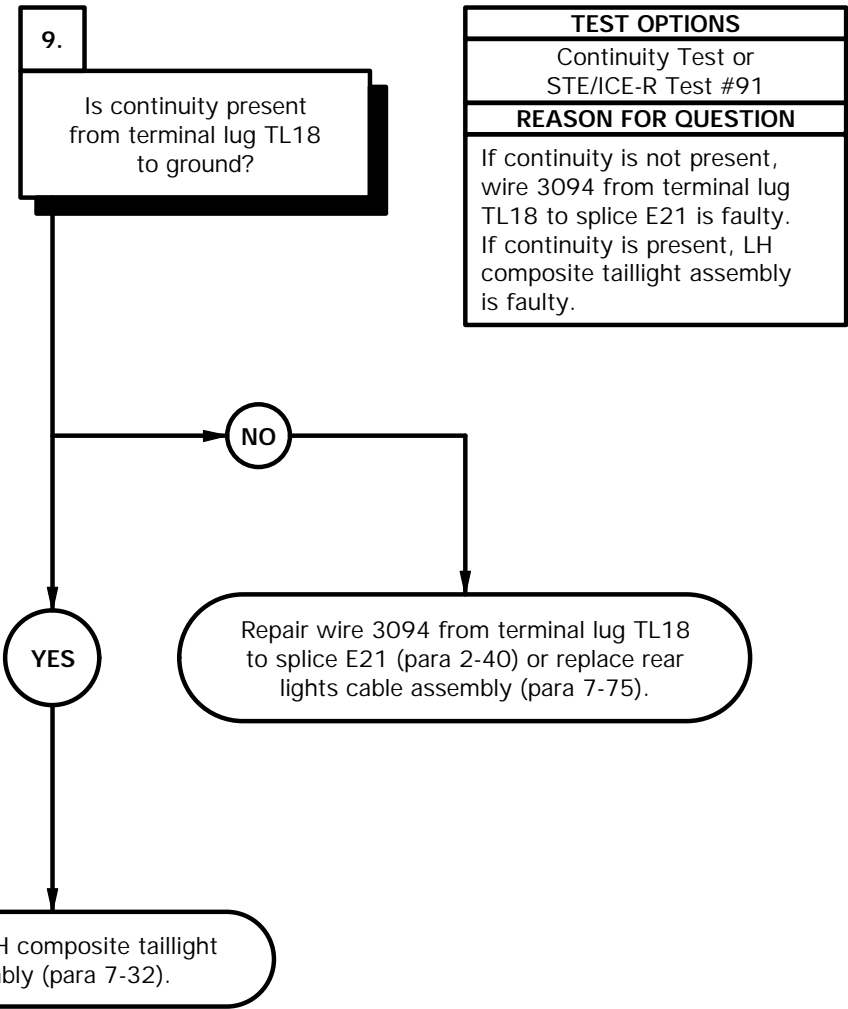 9.
Is continuity present
from terminal lug TL18
to ground?
TEST OPTIONS
Continuity Test or
STE/ICE-R Test #91
REASON FOR QUESTION
If continuity is not present,
wire 3094 from terminal lug
TL18 to splice E21 is faulty.
If continuity is present, LH
composite taillight assembly
is faulty.
NO
YES
Repair wire 3094 from terminal lug TL18
to splice E21 (para 2-40) or replace rear
lights cable assembly (para 7-75).
composite taillight
(para 7-32).